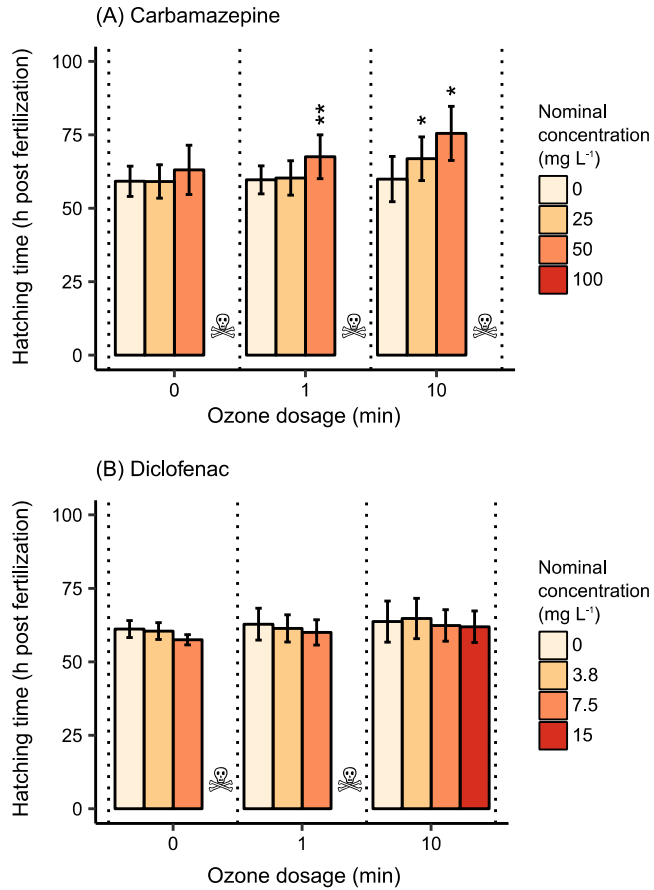 (A) Carbamazepine
Hatching time (h post fertilization)
100
75
50
25
0
**
*
*
0
1
10
Ozone dosage (min)
Nominal
concentration
(mg L⁻¹)
0
25
50
100
(B) Diclofenac
Hatching time (h post fertilization)
100
75
50
25
0
0
1
10
Ozone dosage (min)
Nominal
concentration
(mg L⁻¹)
0
3.8
7.5
15